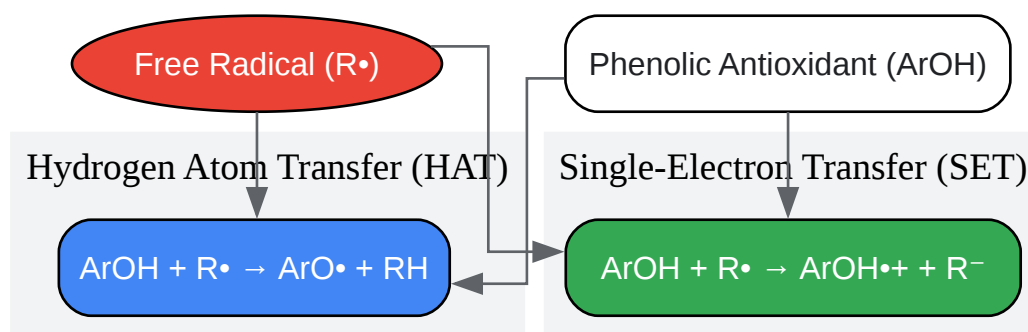 Free Radical (R•)
Phenolic Antioxidant (ArOH)
Hydrogen Atom Transfer (HAT)
Single-Electron Transfer (SET)
ArOH + R• → ArO• + RH
ArOH + R• → ArOH•+ + R⁻